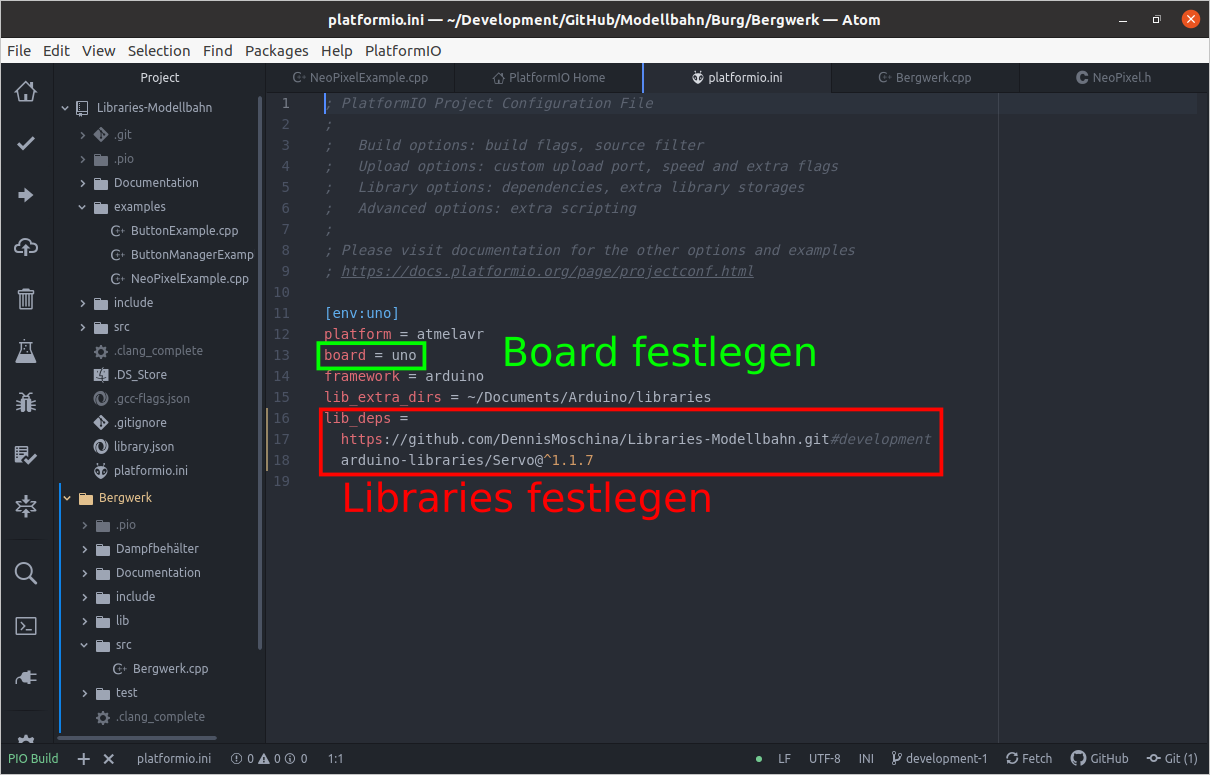 platformio.ini — ~/Development/GitHub/Modellbahn/Burg/Bergwerk — Atom
File Edit View Selection Find Packages Help PlatformIO
Project
NeoPixelExample.cpp
PlatformIO Home
platformio.ini
Bergwerk.cpp
NeoPixel.h
Libraries-Modellbahn
.git
.pio
Documentation
examples
ButtonExample.cpp
ButtonManagerExamp
NeoPixelExample.cpp
include
src
.clang_complete
.DS_Store
.gcc-flags.json
.gitignore
library.json
platformio.ini
Bergwerk
.pio
Dampfbehälter
Documentation
include
lib
src
Bergwerk.cpp
test
.clang_complete
1 ; PlatformIO Project Configuration File
2 ;
3 ;   Build options: build flags, source filter
4 ;   Upload options: custom upload port, speed and extra flags
5 ;   Library options: dependencies, extra library storages
6 ;   Advanced options: extra scripting
7 ;
8 ; Please visit documentation for the other options and examples
9 ; https://docs.platformio.org/page/projectconf.html
10
11 [env:uno]
12 platform = atmelavr
13 board = uno
14 framework = arduino
15 lib_extra_dirs = ~/Documents/Arduino/libraries
16 lib_deps =
17   https://github.com/DennisMoschina/Libraries-Modellbahn.git#development
18   arduino-libraries/Servo@^1.1.7
19
Board festlegen
Libraries festlegen
PIO Build + × platformio.ini 0 0 0 1:1 LF UTF-8 INI development-1 Fetch GitHub Git (1)